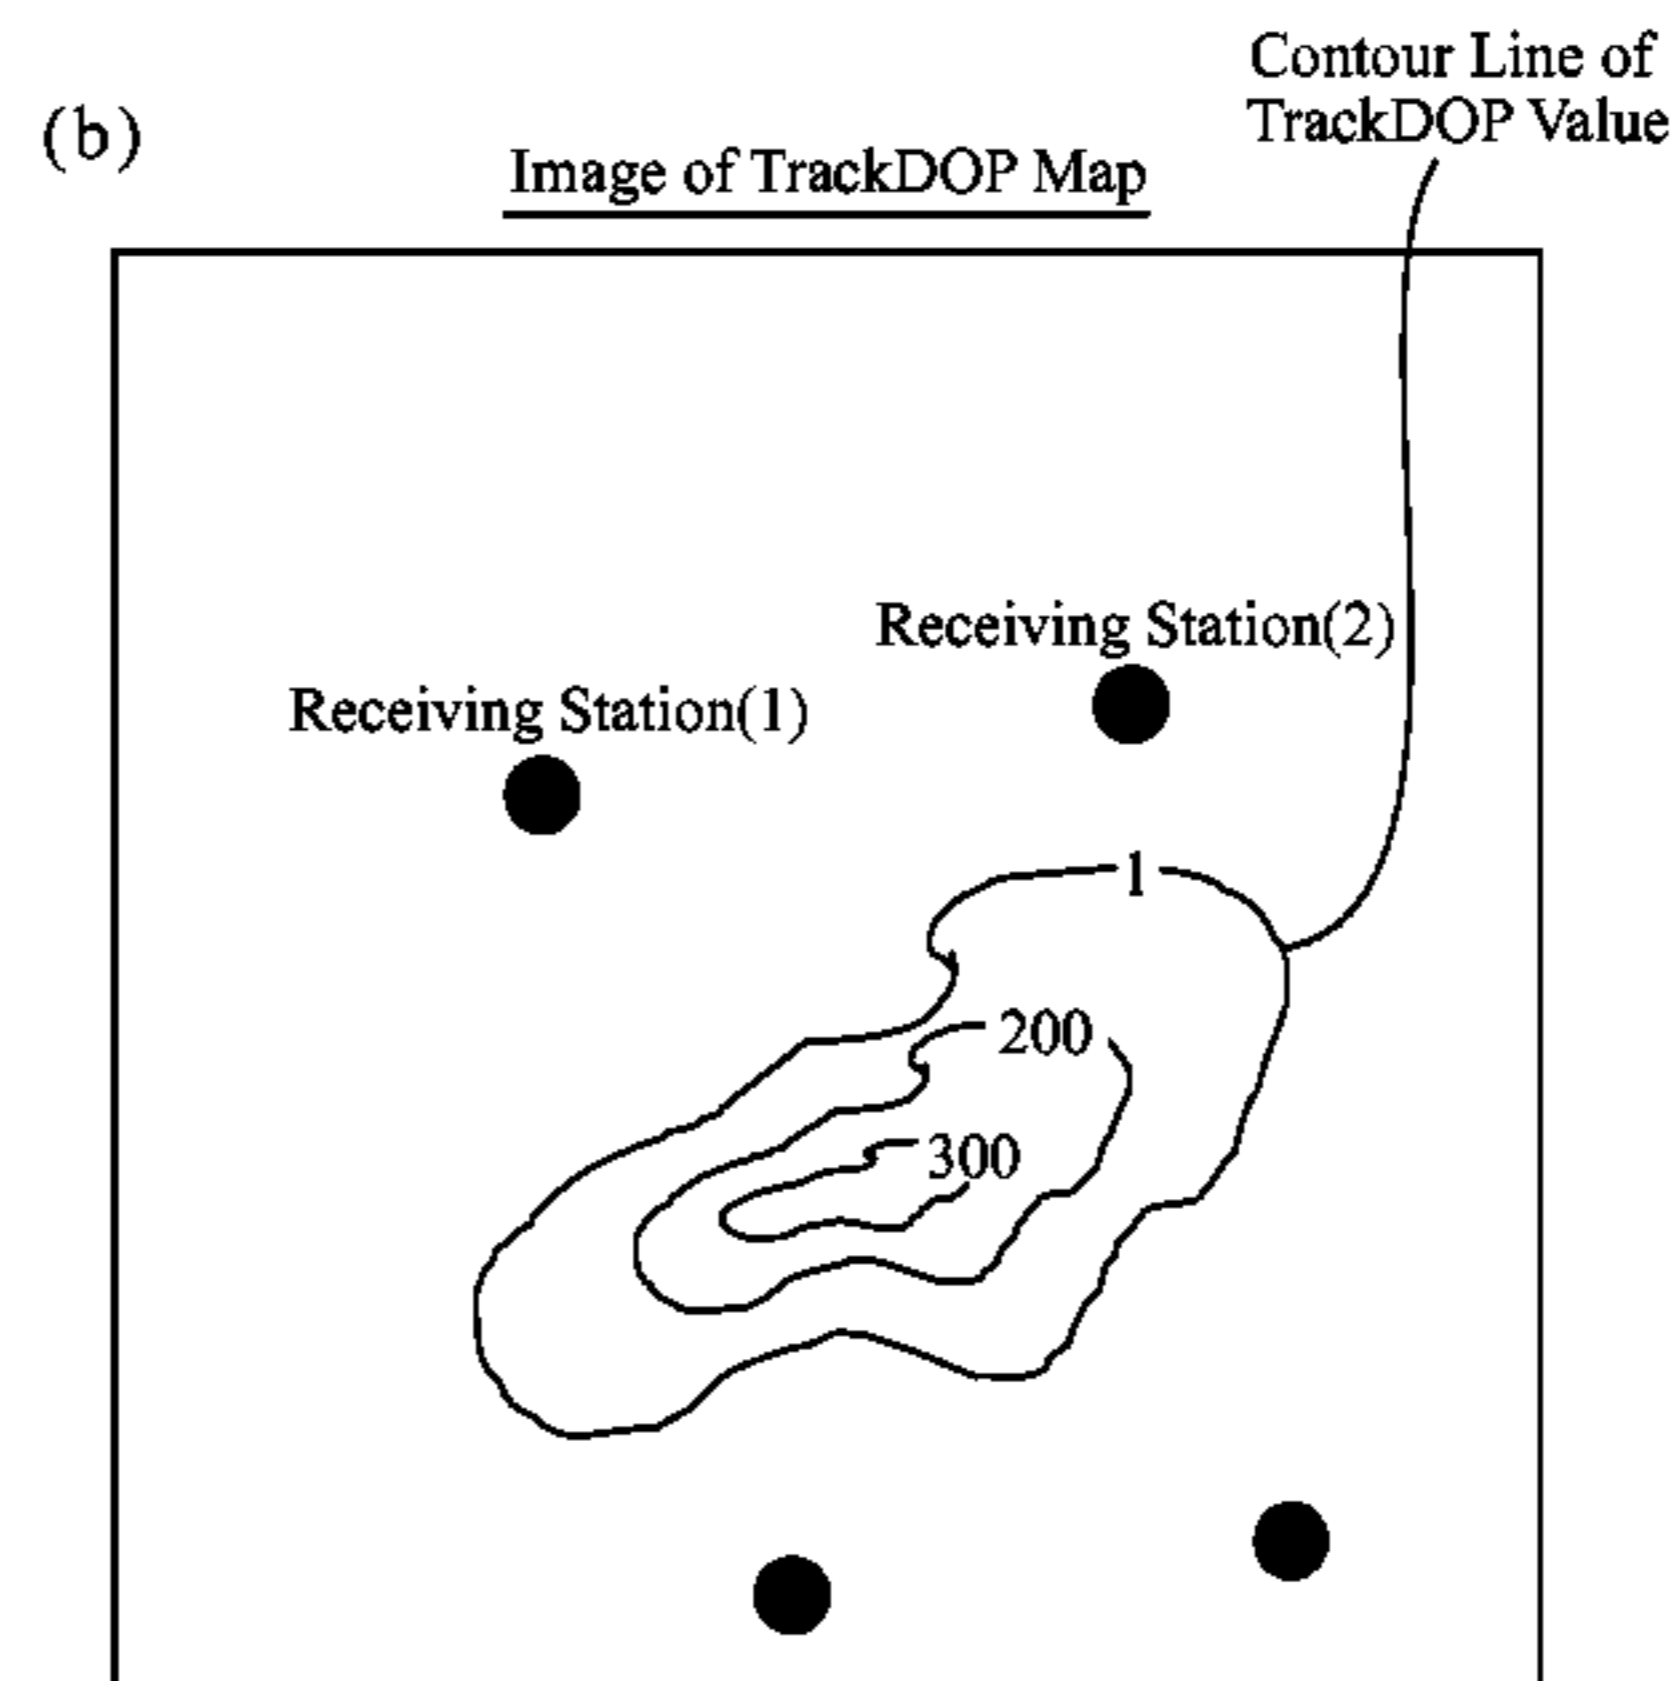 Contour Line of
TrackDOP Value
(b)
Image of TrackDOP Map
Receiving Station(2)
Receiving Station(1)
1
200
300